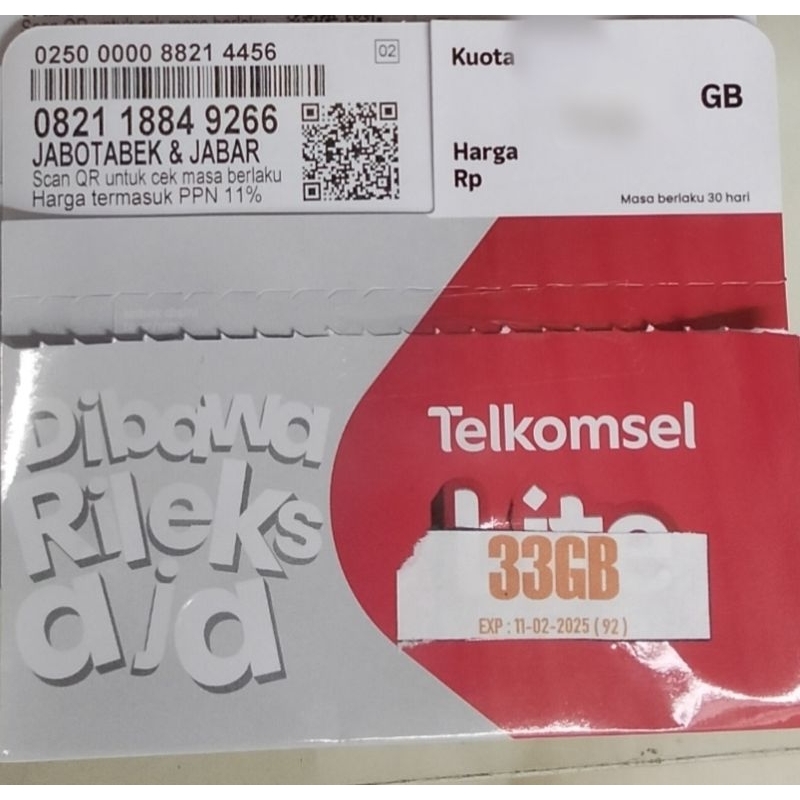 0250 0000 8821 4456
02
0821 1884 9266
JABOTABEK & JABAR
Scan QR untuk cek masa berlaku
Harga termasuk PPN 11%
Kuota
GB
Harga
Rp
Masa berlaku 30 hari
Dibawa
Rileks
aja
Telkomsel
Lite
33GB
EXP : 11-02-2025 ( 92 )